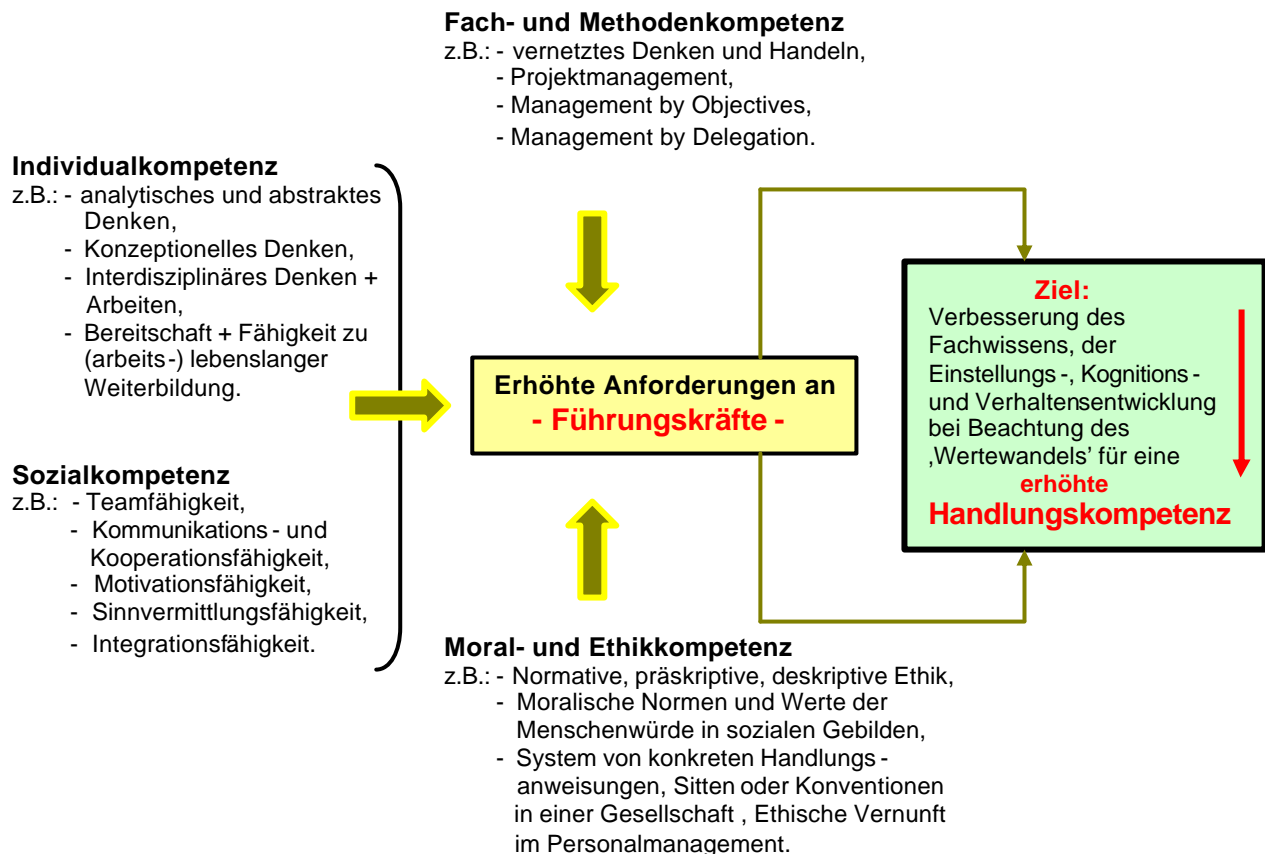 Fach- und Methodenkompetenz
z.B.: - vernetztes Denken und Handeln,
- Projektmanagement,
- Management by Objectives,
- Management by Delegation.
Individualkompetenz
z.B.: - analytisches und abstraktes
Denken,
- Konzeptionelles Denken,
- Interdisziplinäres Denken +
Arbeiten,
- Bereitschaft + Fähigkeit zu
(arbeits-) lebenslanger
Weiterbildung.
Sozialkompetenz
z.B.: - Teamfähigkeit,
- Kommunikations- und
Kooperationsfähigkeit,
- Motivationsfähigkeit,
- Sinnvermittlungsfähigkeit,
- Integrationsfähigkeit.
Erhöhte Anforderungen an
- Führungskräfte -
Ziel:
Verbesserung des
Fachwissens, der
Einstellungs-, Kognitions-
und Verhaltensentwicklung
bei Beachtung des
‚Wertewandels’ für eine
erhöhte
Handlungskompetenz
Moral- und Ethikkompetenz
z.B.: - Normative, präskriptive, deskriptive Ethik,
- Moralische Normen und Werte der
Menschenwürde in sozialen Gebilden,
- System von konkreten Handlungs-
anweisungen, Sitten oder Konventionen
in einer Gesellschaft , Ethische Vernunft
im Personalmanagement.